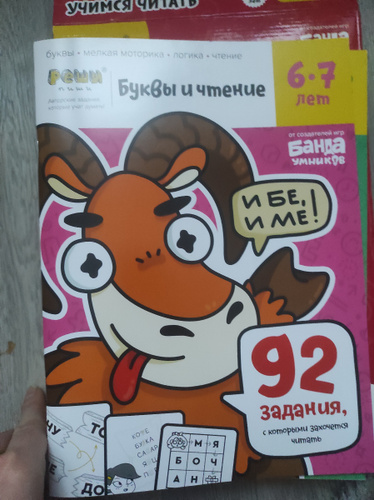 УЧИМСЯ ЧИТАТЬ
буквы • мелкая моторика • логика • чтение
РЕШИ
Буквы и чтение
6-7
лет
от создателей игр
БАНДА
УМНИКОВ
И БЕ,
И МЕ!
92
ЗАДАНИЯ,
с которыми захочется
читать
М Я
Б О Ч
А Н
ДО